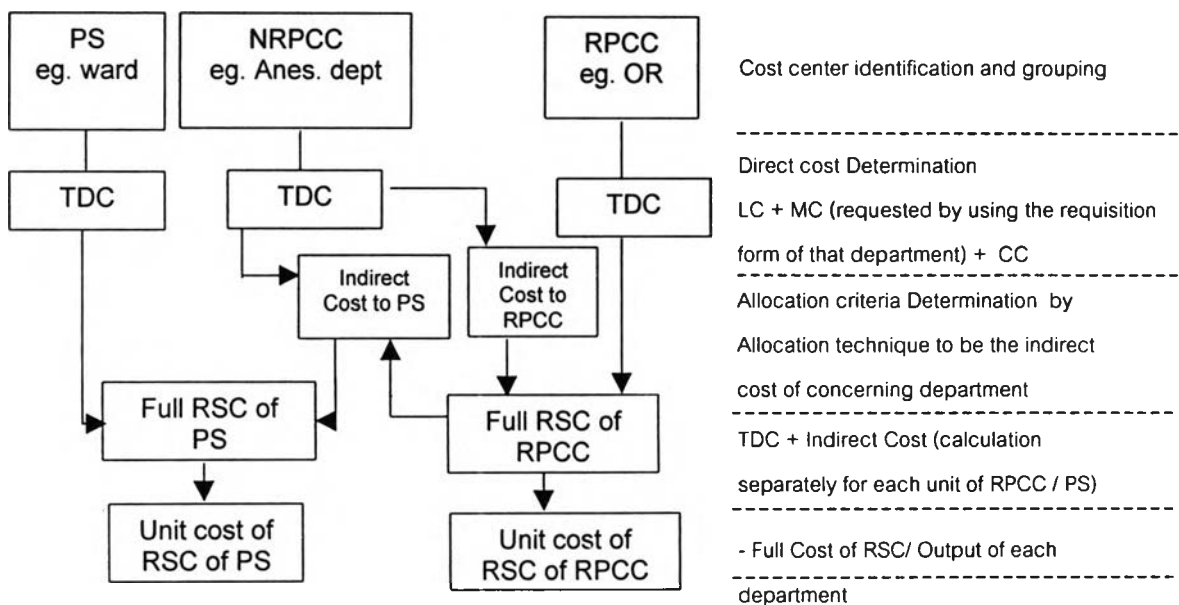 PS
eg. ward
NRPCC
eg. Anes. dept
RPCC
eg. OR
Cost center identification and grouping
TDC
TDC
TDC
Direct cost Determination
LC + MC (requested by using the requisition
form of that department) + CC
Indirect
Cost to PS
Indirect
Cost to
RPCC
Allocation criteria Determination by
Allocation technique to be the indirect
cost of concerning department
Full RSC of
PS
Full RSC of
RPCC
TDC + Indirect Cost (calculation
separately for each unit of RPCC / PS)
Unit cost of
RSC of PS
Unit cost of
RSC of RPCC
- Full Cost of RSC/ Output of each
department